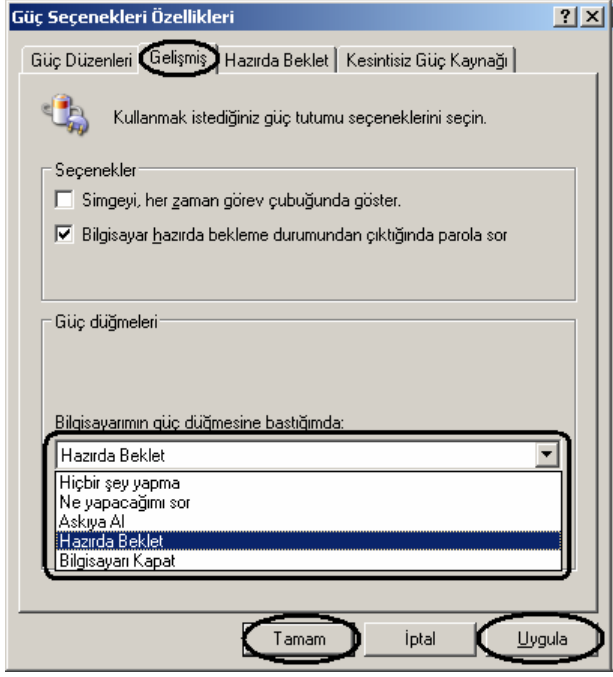 Güç Seçenekleri Özellikleri
Güç Düzenleri Gelişmiş Hazırda Beklet Kesintisiz Güç Kaynağı
Kullanmak istediğiniz güç tutumu seçeneklerini seçin.
Seçenekler
Simgeyi, her zaman görev çubuğunda göster.
Bilgisayar hazırda bekleme durumundan çıktığında parola sor
Güç düğmeleri
Bilgisayarımın güç düğmesine bastığımda:
Hazırda Beklet
Hiçbir şey yapma
Ne yapacağımı sor
Askıya Al
Hazırda Beklet
Bilgisayarı Kapat
Tamam İptal Uygula